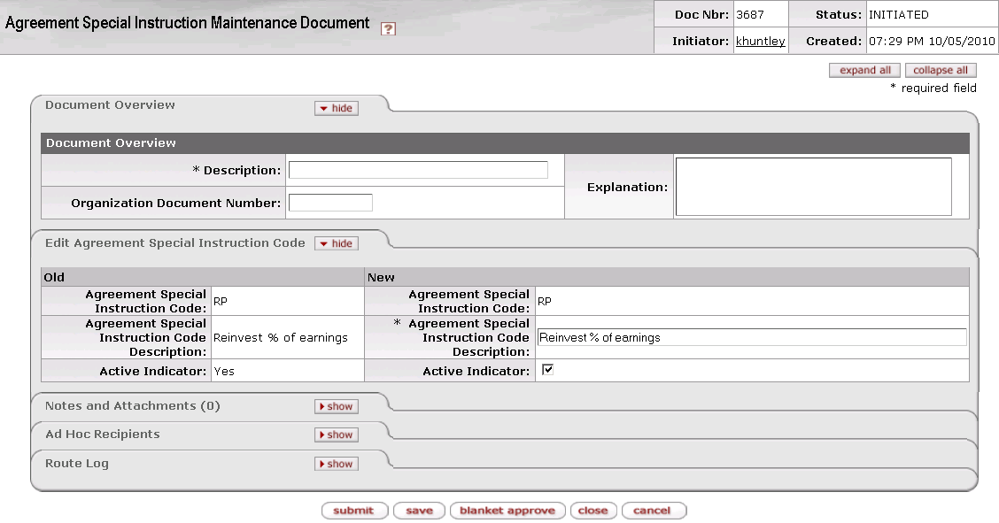 Agreement Special Instruction Maintenance Document ?
Doc Nbr: 3687 Status: INITIATED
Initiator: khuntley Created: 07:29 PM 10/05/2010
expand all collapse all
* required field
Document Overview hide
Document Overview
* Description:
Explanation:
Organization Document Number:
Edit Agreement Special Instruction Code hide
Old New
Agreement Special Instruction Code: RP Agreement Special Instruction Code: RP
Agreement Special Instruction Code Description: Reinvest % of earnings * Agreement Special Instruction Code Description: Reinvest % of earnings
Active Indicator: Yes Active Indicator:
Notes and Attachments (0) show
Ad Hoc Recipients show
Route Log show
submit save blanket approve close cancel